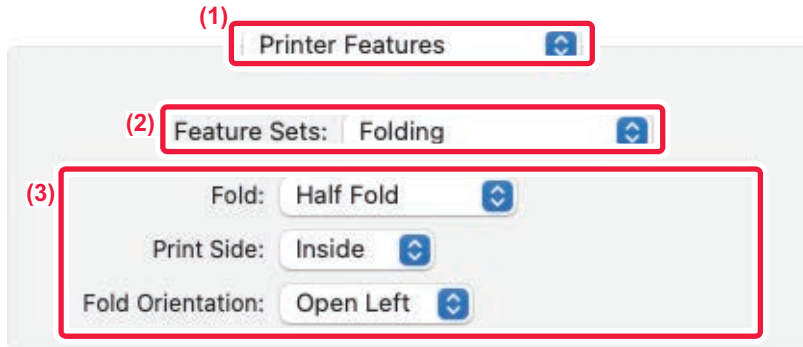 (1)
Printer Features
(2) Feature Sets: Folding
(3) Fold: Half Fold
Print Side: Inside
Fold Orientation: Open Left